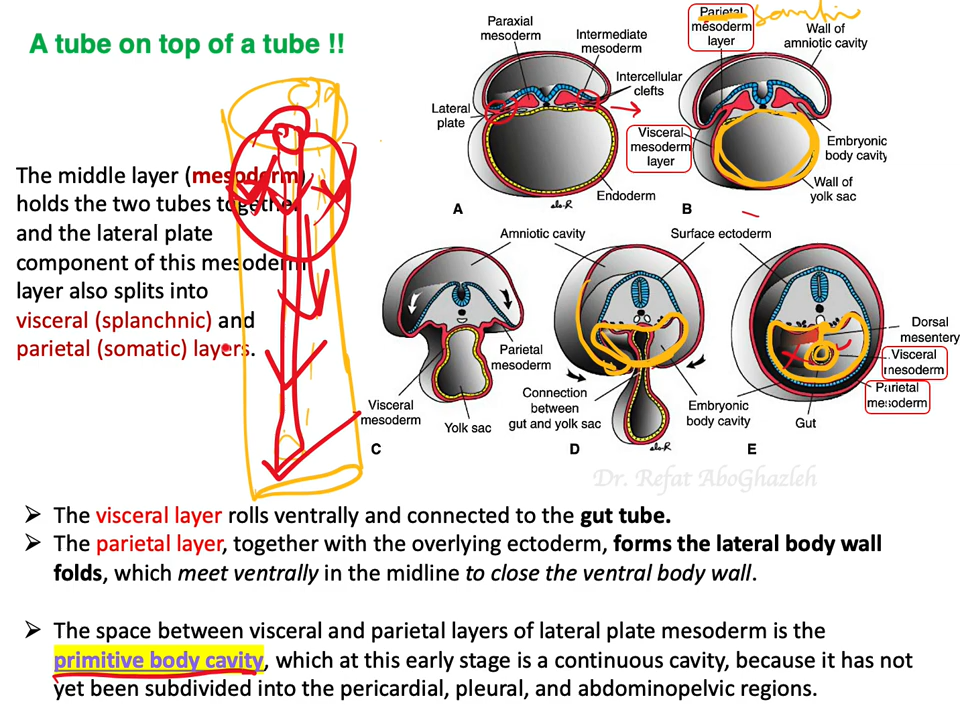 A tube on top of a tube !!
The middle layer (mesoderm)
holds the two tubes together
and the lateral plate
component of this mesoderm
layer also splits into
visceral (splanchnic) and
parietal (somatic) layers.
Paraxial
mesoderm
Intermediate
mesoderm
Intercellular
clefts
Lateral
plate
Endoderm
A
Parietal
mesoderm
layer
Wall of
amniotic cavity
Visceral
mesoderm
layer
Embryonic
body cavity
Wall of
yolk sac
B
Amniotic cavity
Surface ectoderm
Parietal
mesoderm
Visceral
mesoderm
Yolk sac
C
Connection
between
gut and yolk sac
Embryonic
body cavity
D
Dorsal
mesentery
Visceral
mesoderm
Parietal
mesoderm
Gut
E
Dr. Refat AboGhazleh
➢ The visceral layer rolls ventrally and connected to the gut tube.
➢ The parietal layer, together with the overlying ectoderm, forms the lateral body wall
folds, which meet ventrally in the midline to close the ventral body wall.
➢ The space between visceral and parietal layers of lateral plate mesoderm is the
primitive body cavity, which at this early stage is a continuous cavity, because it has not
yet been subdivided into the pericardial, pleural, and abdominopelvic regions.